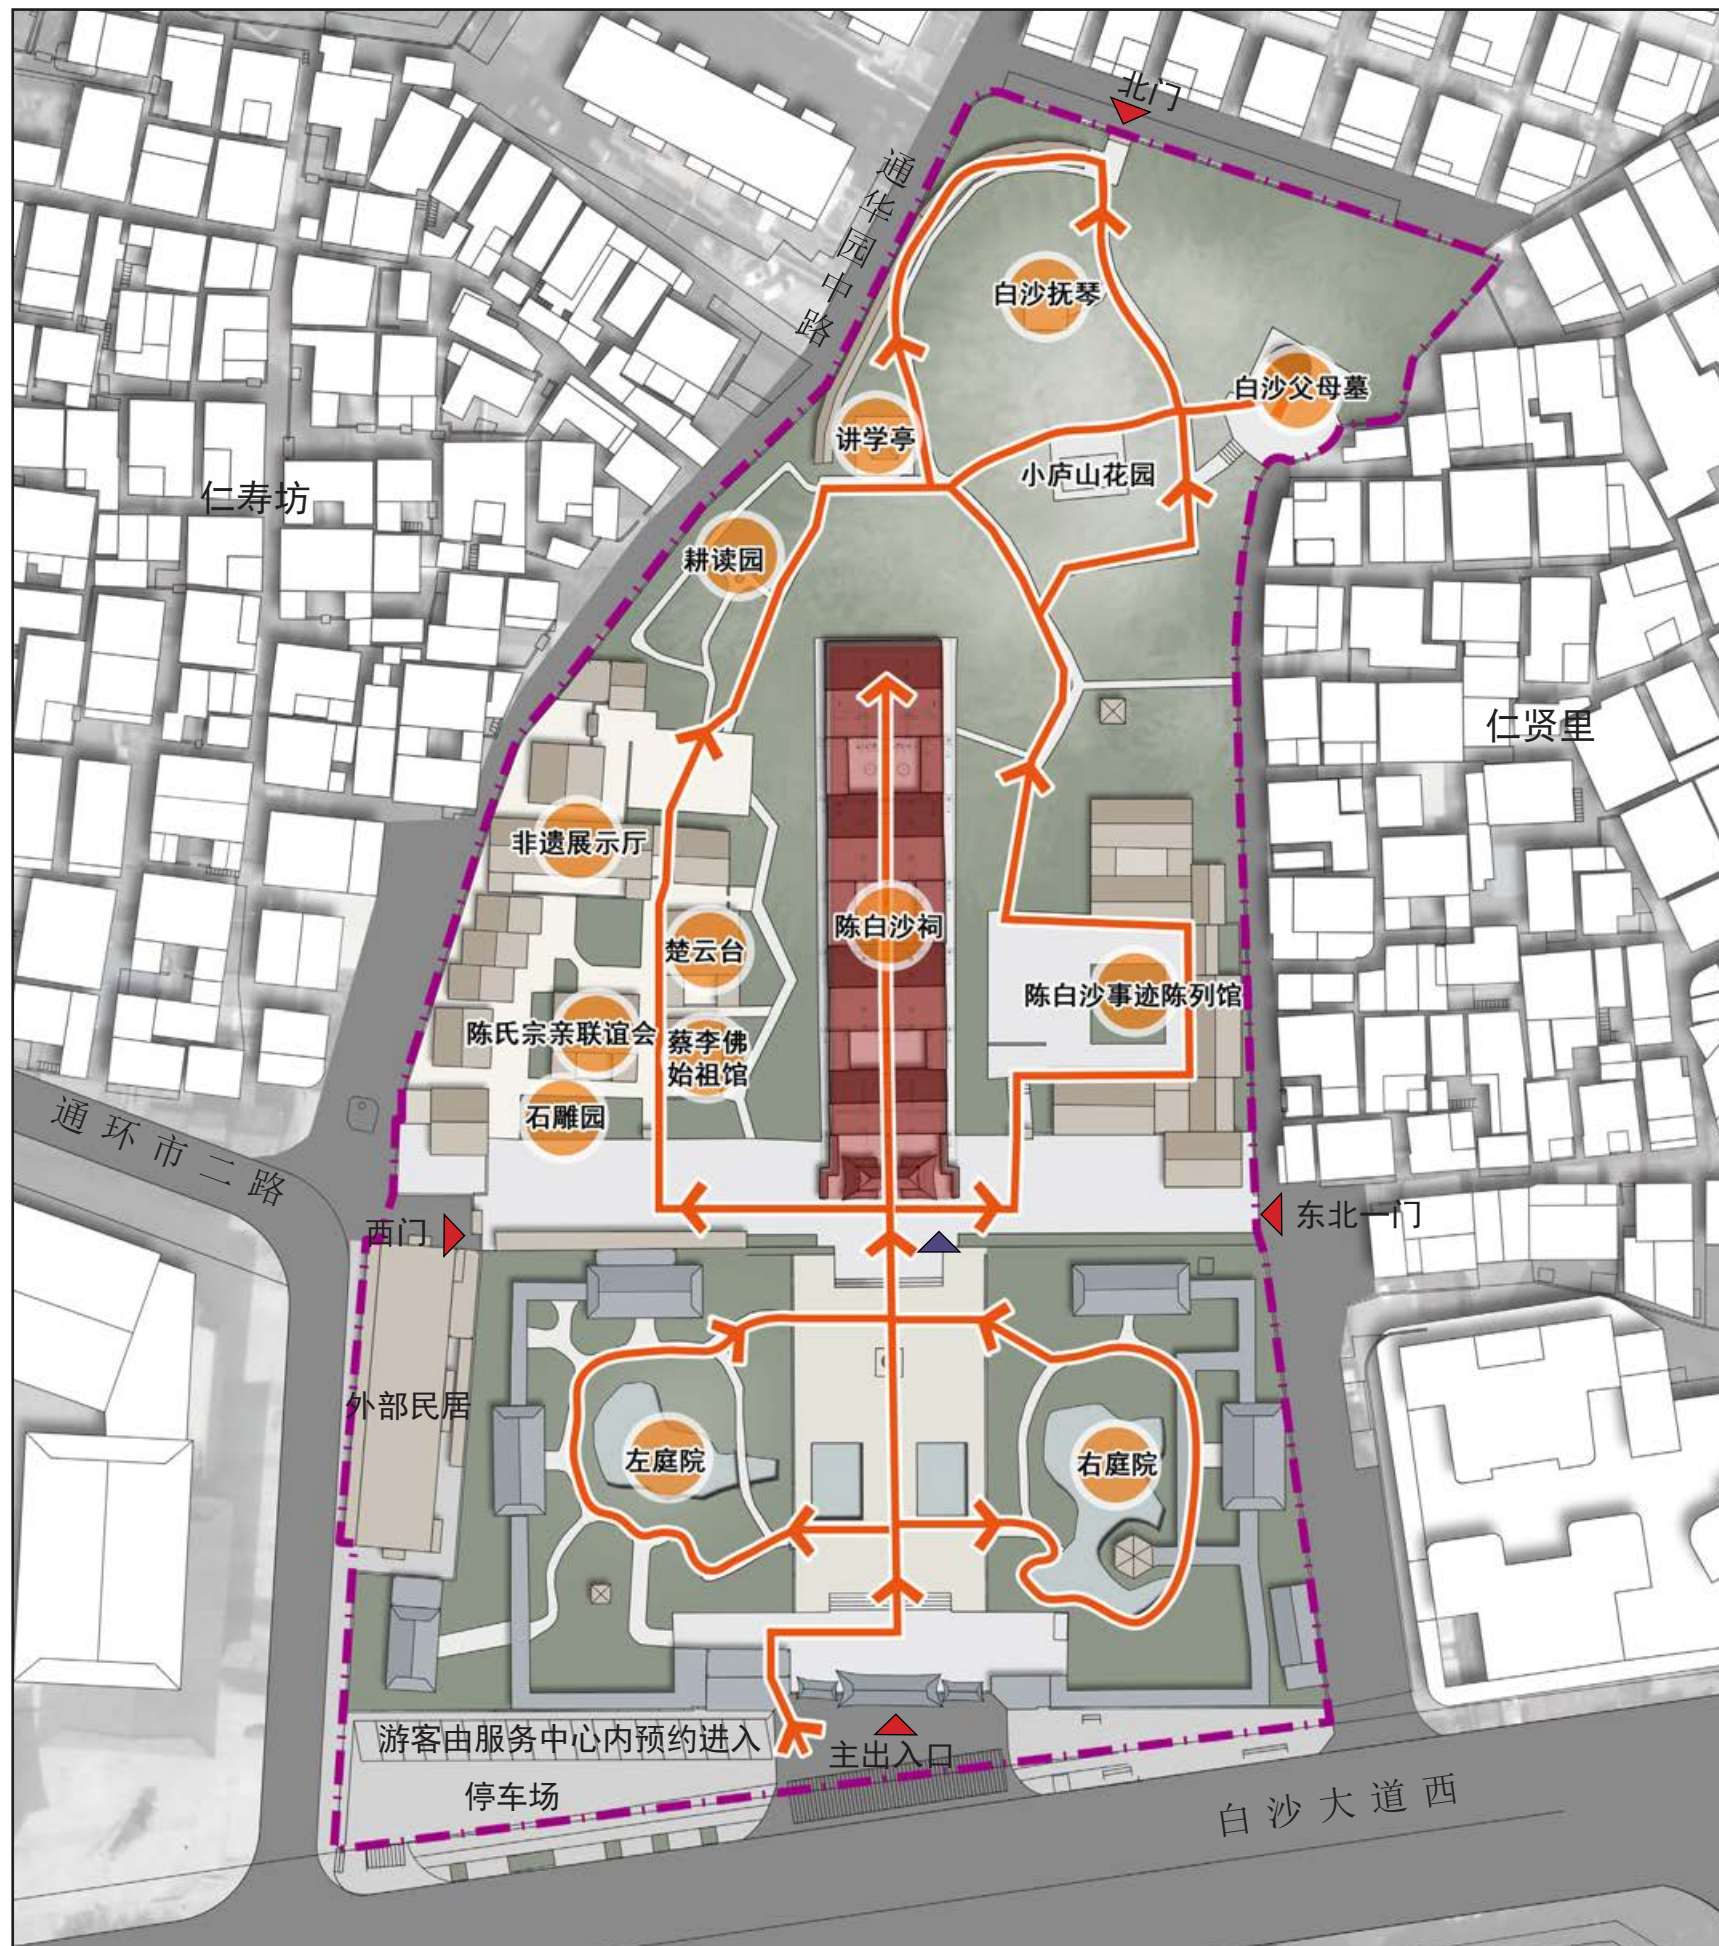 北门
通华园中路
白沙抚琴
白沙父母墓
讲学亭
小庐山花园
仁寿坊
耕读园
仁贤里
非遗展示厅
陈白沙祠
楚云台
陈白沙事迹陈列馆
陈氏宗亲联谊会
蔡李佛
始祖馆
石雕园
通环市二路
西门
东北一门
外部民居
左庭院
右庭院
游客由服务中心内预约进入
主出入口
停车场
白沙大道西